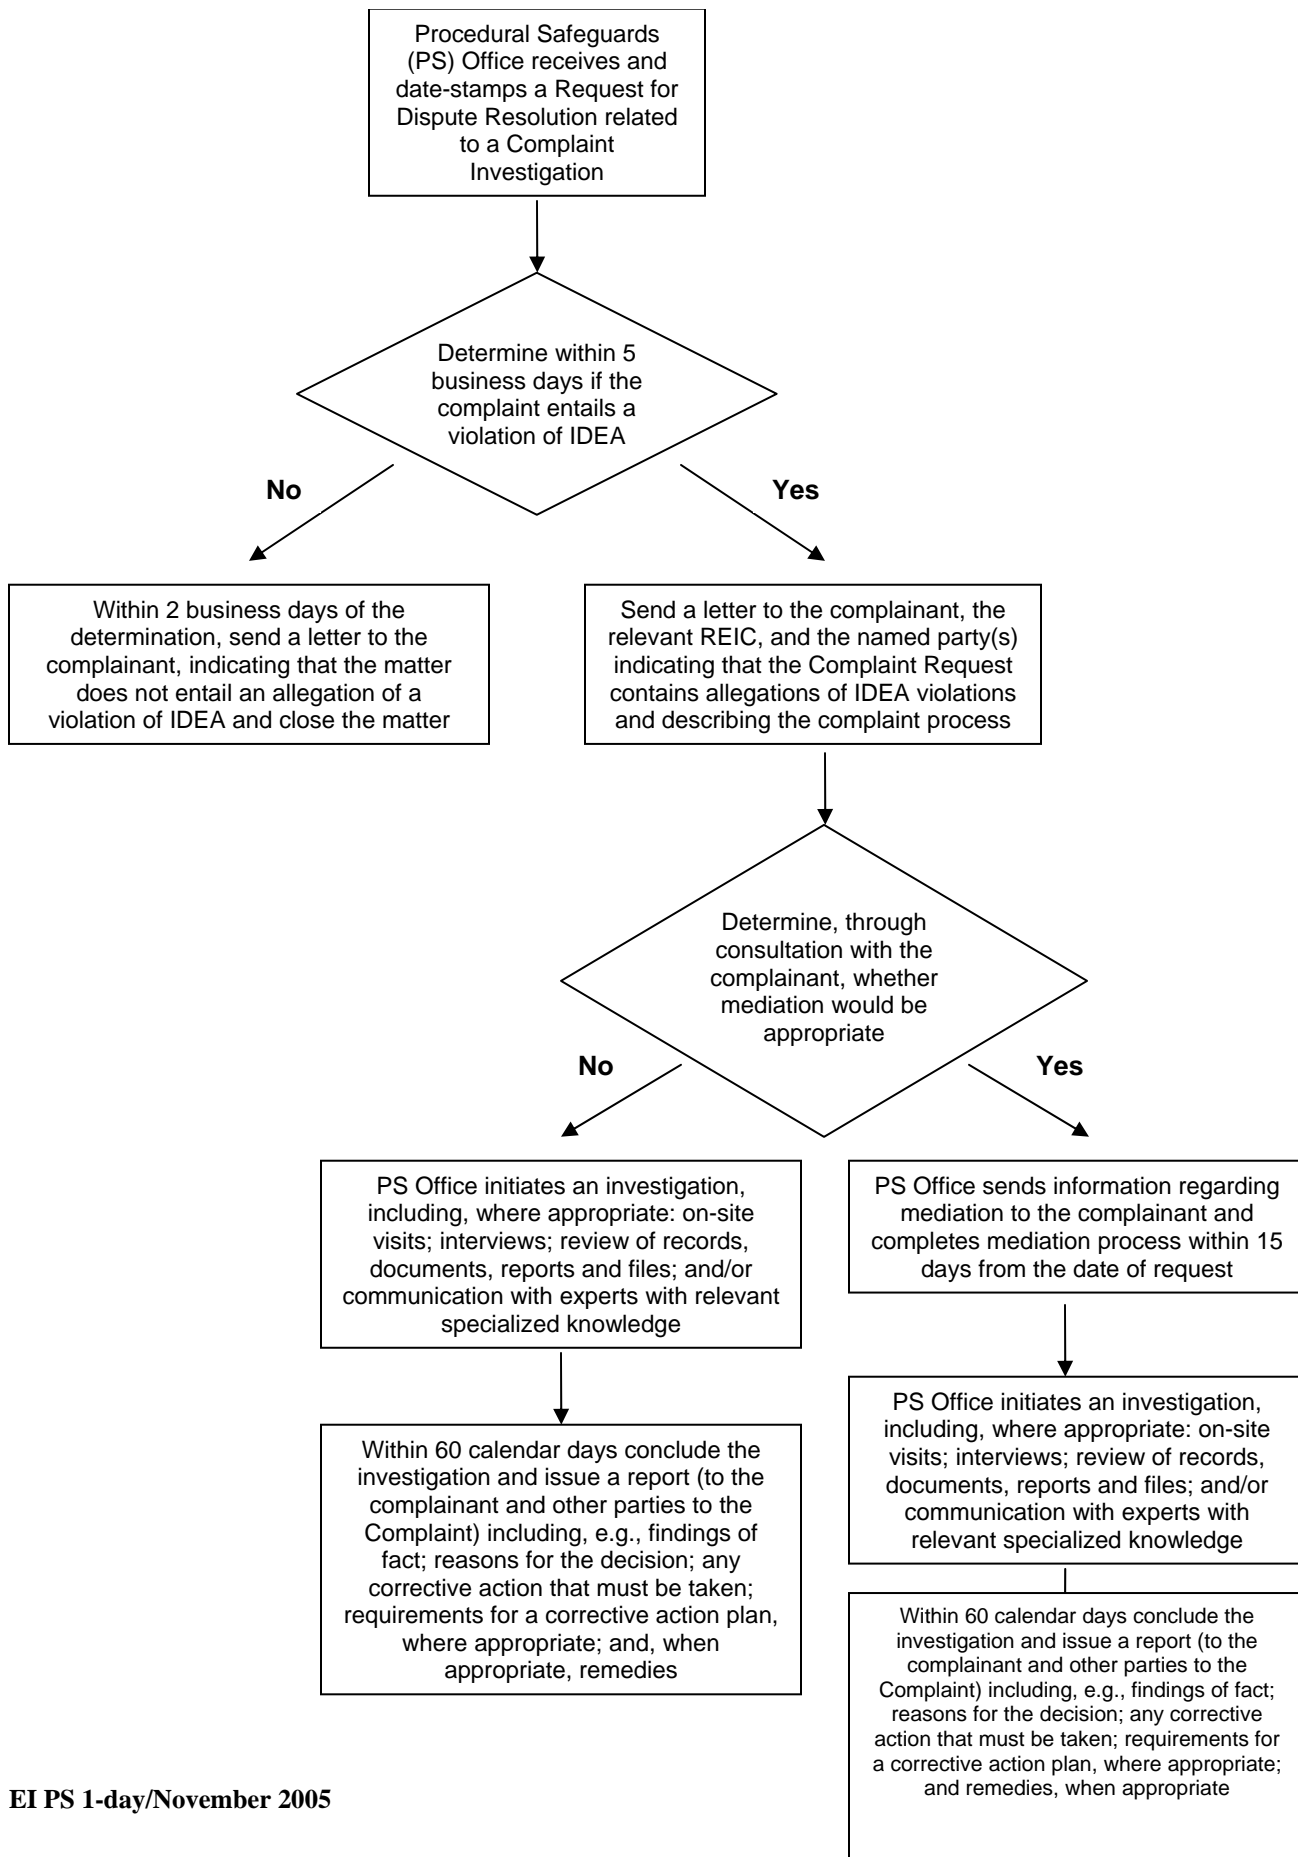 Procedural Safeguards
(PS) Office receives and
date-stamps a Request for
Dispute Resolution related
to a Complaint
Investigation
Determine within 5
business days if the
complaint entails a
violation of IDEA
No
Yes
Within 2 business days of the
determination, send a letter to the
complainant, indicating that the matter
does not entail an allegation of a
violation of IDEA and close the matter
Send a letter to the complainant, the
relevant REIC, and the named party(s)
indicating that the Complaint Request
contains allegations of IDEA violations
and describing the complaint process
Determine, through
consultation with the
complainant, whether
mediation would be
appropriate
No
Yes
PS Office initiates an investigation,
including, where appropriate: on-site
visits; interviews; review of records,
documents, reports and files; and/or
communication with experts with relevant
specialized knowledge
PS Office sends information regarding
mediation to the complainant and
completes mediation process within 15
days from the date of request
Within 60 calendar days conclude the
investigation and issue a report (to the
complainant and other parties to the
Complaint) including, e.g., findings of
fact; reasons for the decision; any
corrective action that must be taken;
requirements for a corrective action plan,
where appropriate; and, when
appropriate, remedies
PS Office initiates an investigation,
including, where appropriate: on-site
visits; interviews; review of records,
documents, reports and files; and/or
communication with experts with
relevant specialized knowledge
Within 60 calendar days conclude the
investigation and issue a report (to the
complainant and other parties to the
Complaint) including, e.g., findings of fact;
reasons for the decision; any corrective
action that must be taken; requirements for
a corrective action plan, where appropriate;
and remedies, when appropriate
EI PS 1-day/November 2005